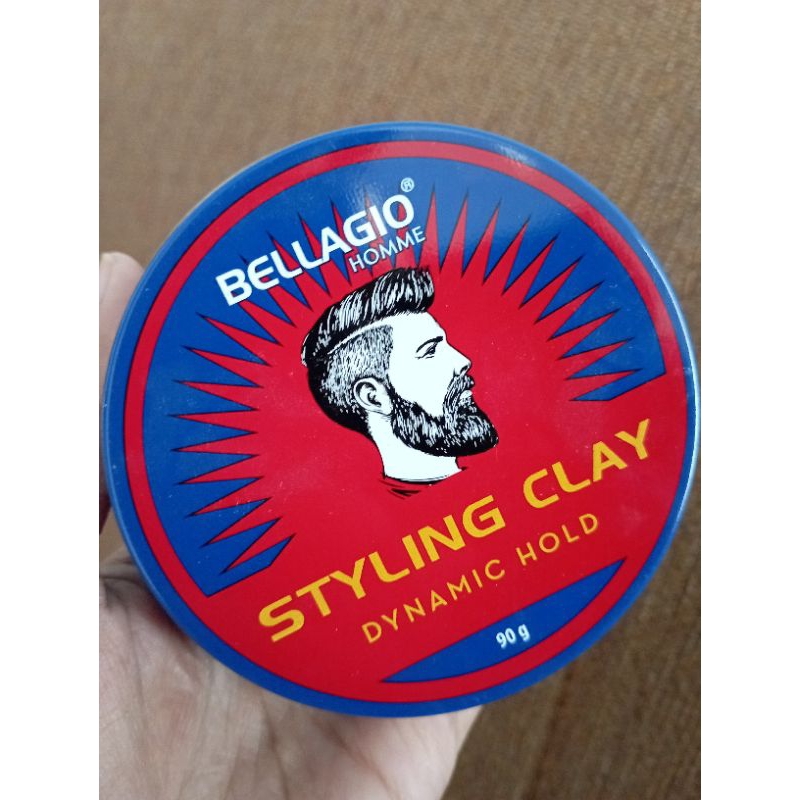 BELLAGIO®
HOMME
STYLING CLAY
DYNAMIC HOLD
90 g